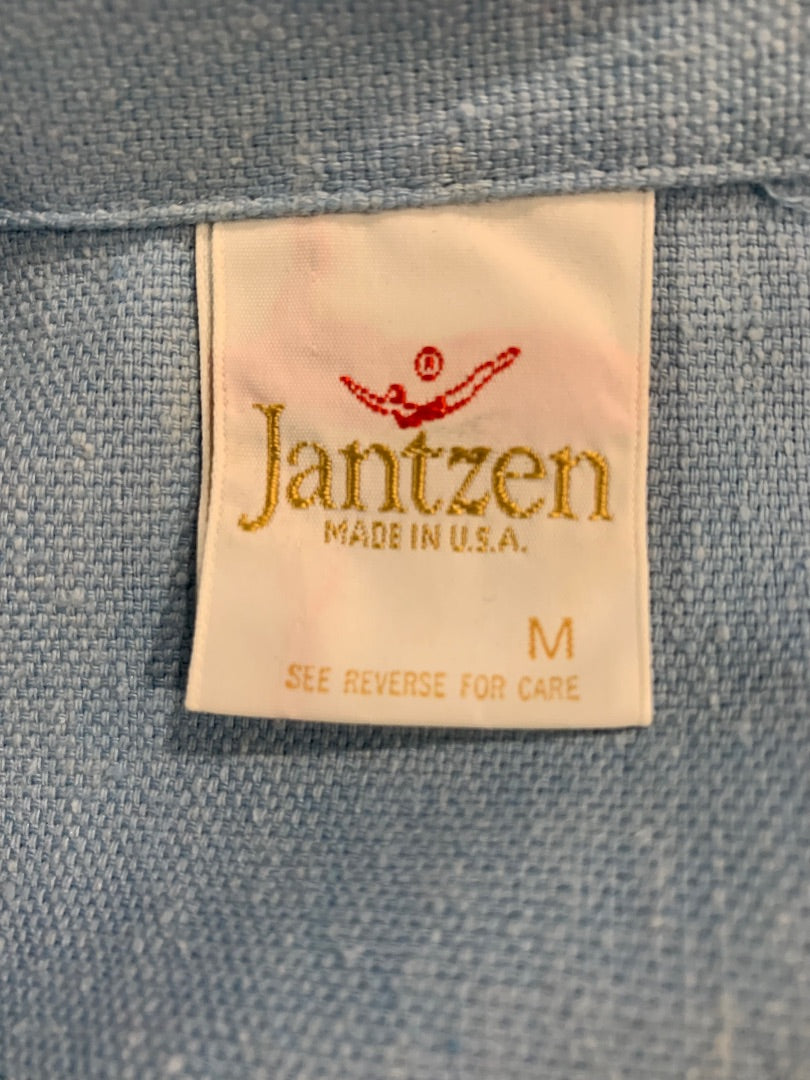 ®
Jantzen
MADE IN U.S.A.
M
SEE REVERSE FOR CARE